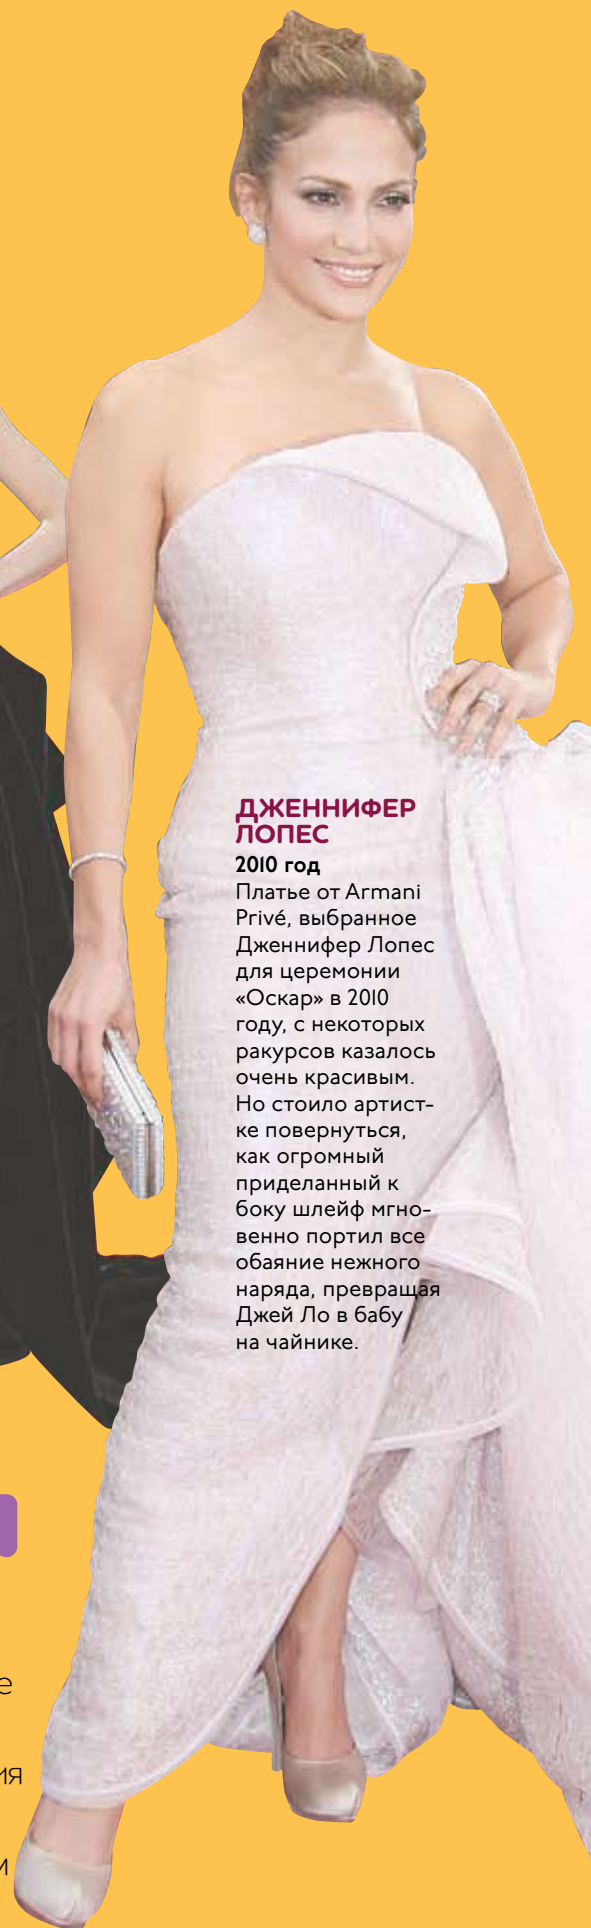 ДЖЕННИФЕР
ЛОПЕС
2010 год
Платье от Armani
Privé, выбранное
Дженнифер Лопес
для церемонии
«Оскар» в 2010
году, с некоторых
ракурсов казалось
очень красивым.
Но стоило артист-
ке повернуться,
как огромный
приделанный к
боку шлейф мгно-
венно портил все
обаяние нежного
наряда, превращая
Джей Ло в бабу
на чайнике.